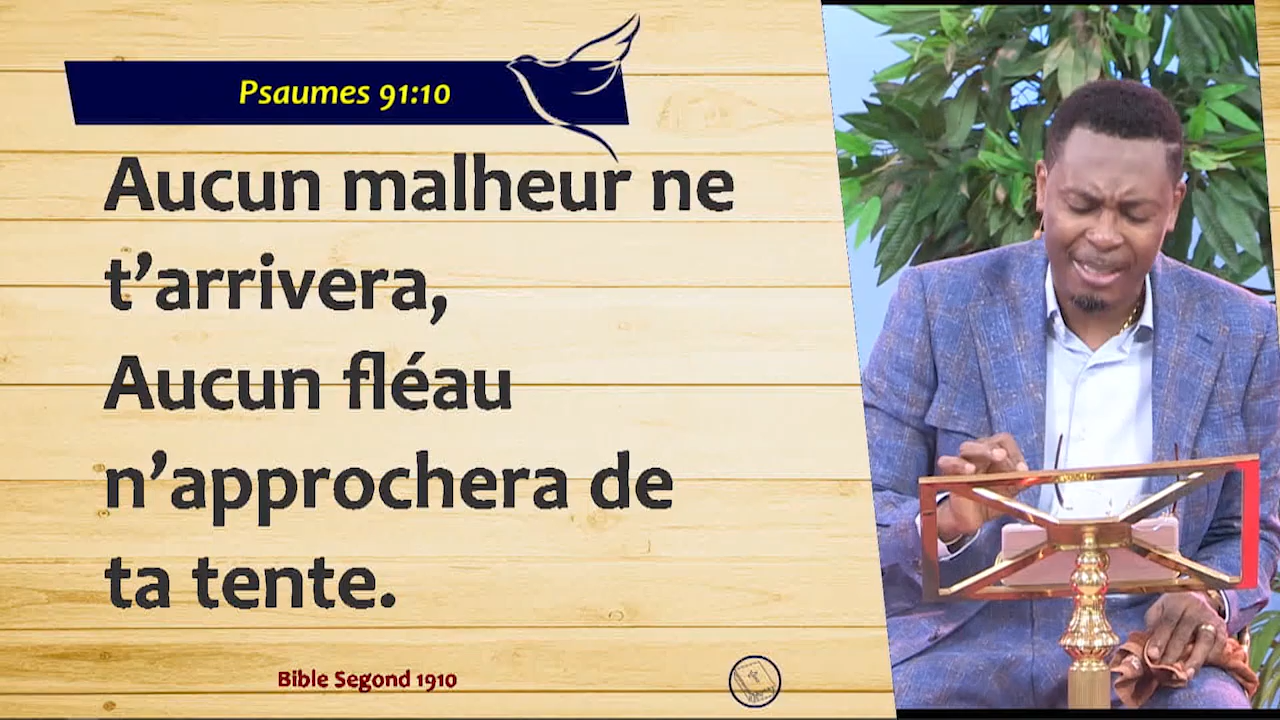 Psaumes 91:10
Aucun malheur ne
t’arrivera,
Aucun fléau
n’approchera de
ta tente.
Bible Segond 1910